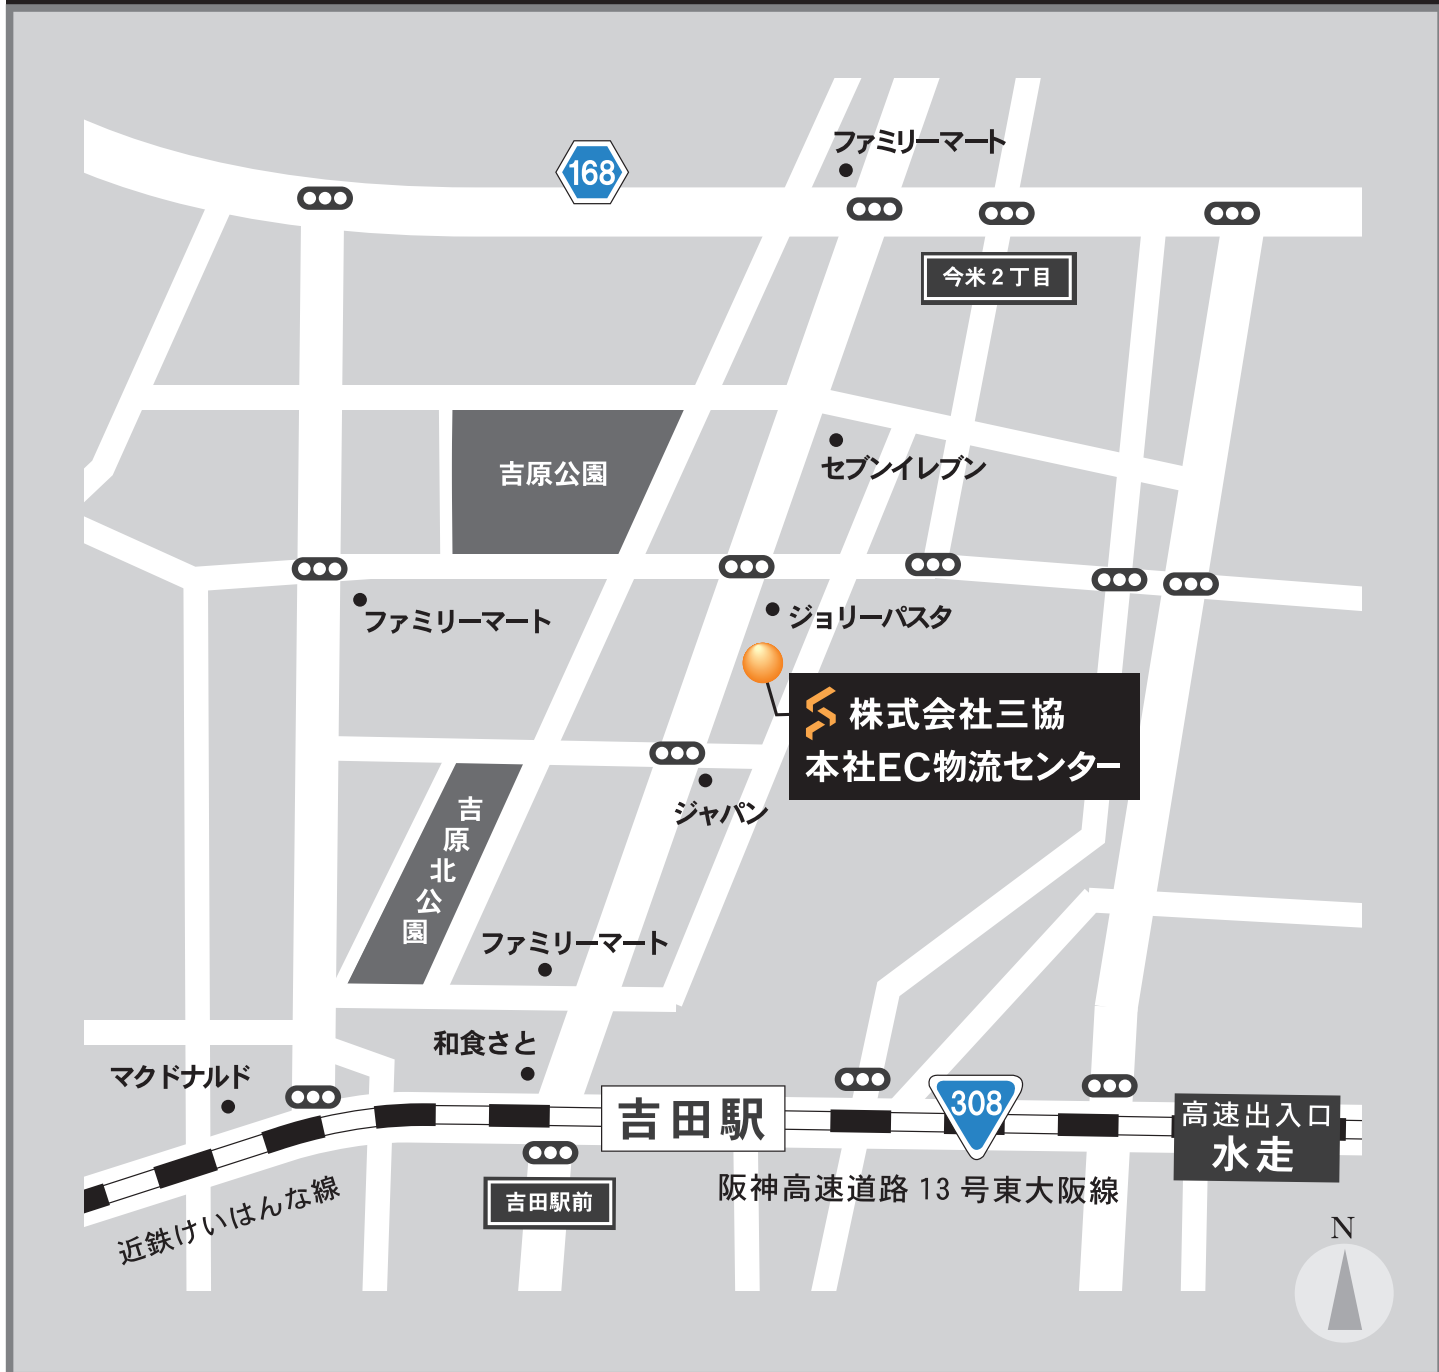 ファミリーマート
168
今米2丁目
セブンイレブン
吉原公園
ジョリーパスタ
ファミリーマート
株式会社三協
本社EC物流センター
ジャパン
吉原北公園
ファミリーマート
和食さと
マクドナルド
308
吉田駅
高速出入口
水走
吉田駅前
阪神高速道路 13 号東大阪線
近鉄けいはんな線
N